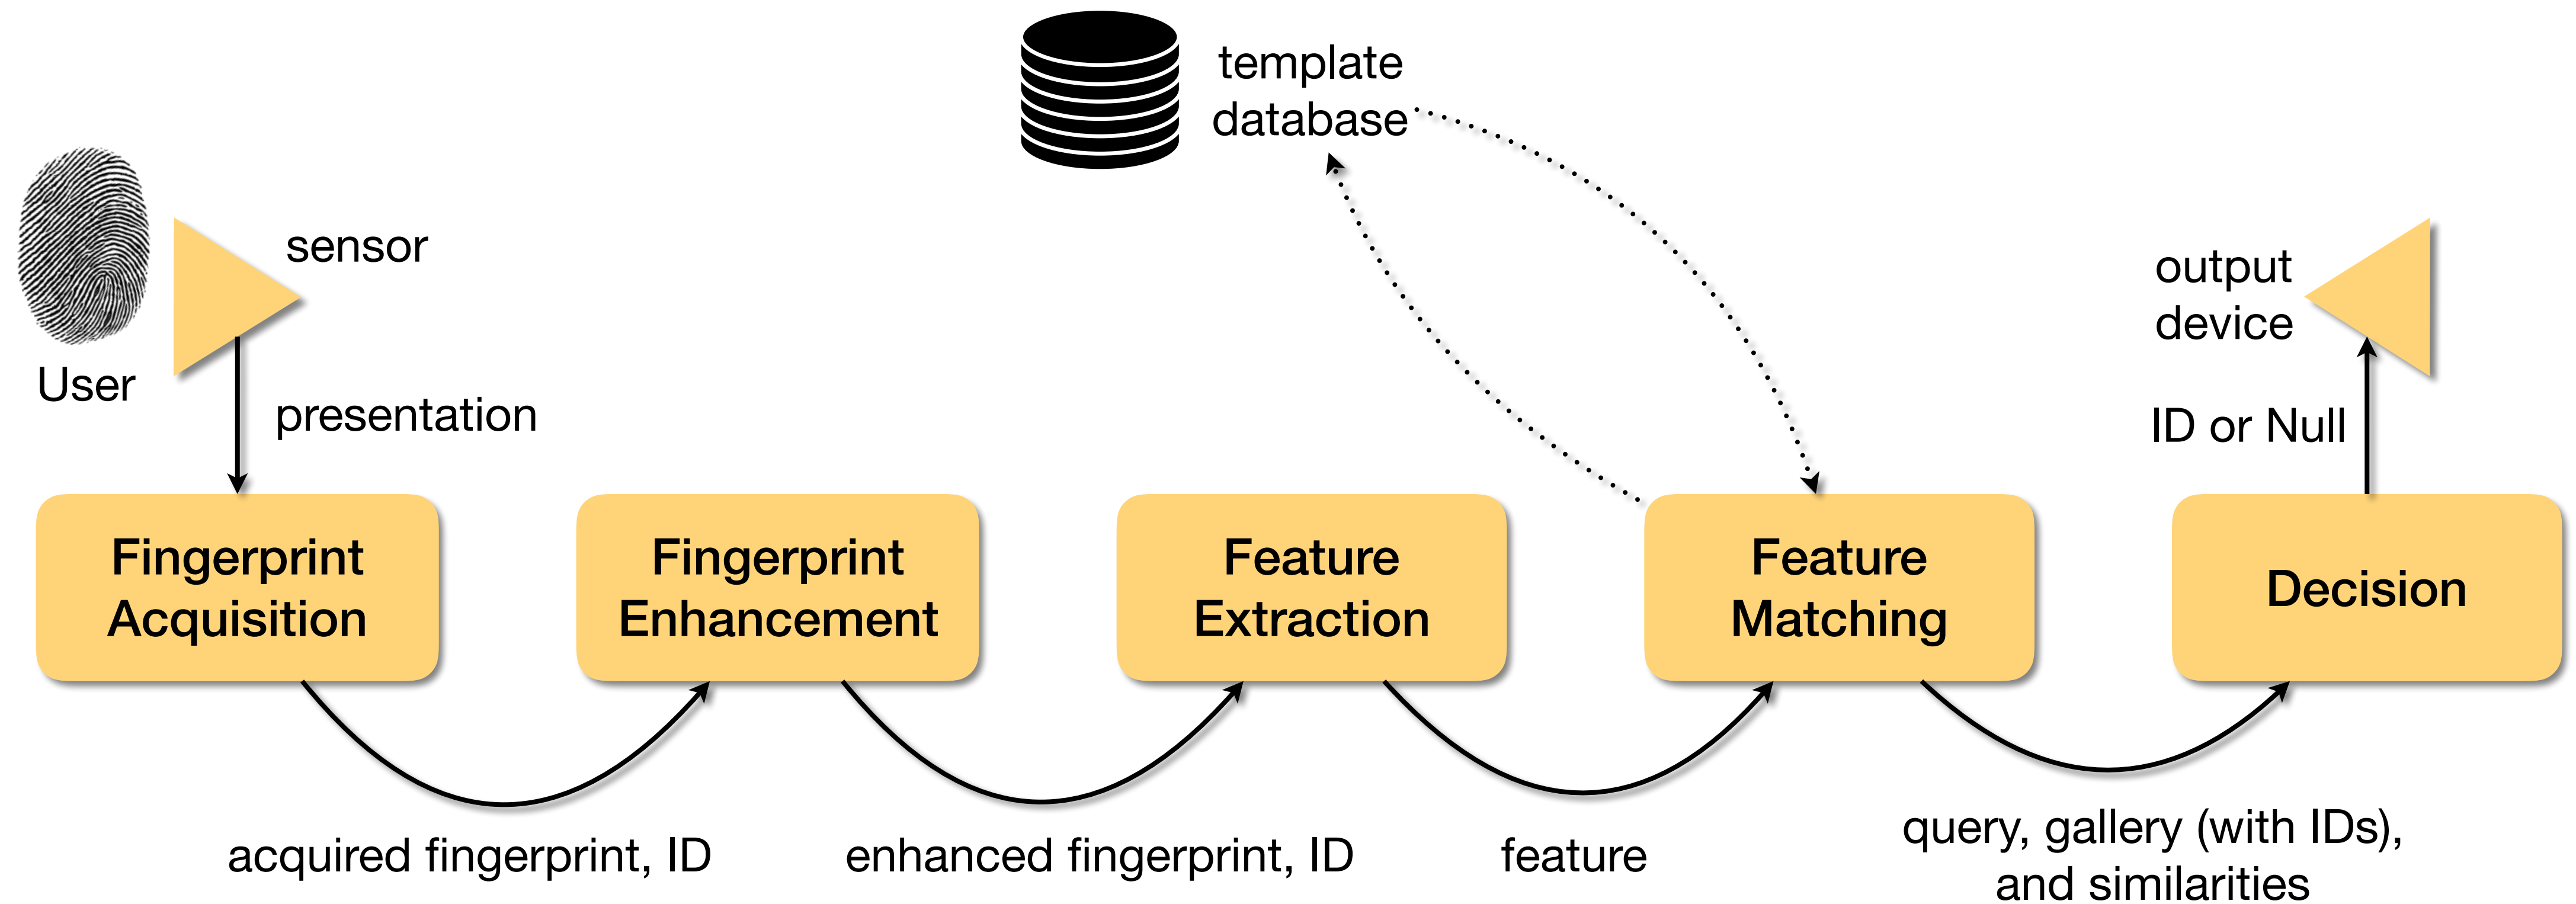 template
database
sensor
User
presentation
output
device
ID or Null
Fingerprint
Acquisition
Fingerprint
Enhancement
Feature
Extraction
Feature
Matching
Decision
acquired fingerprint, ID
enhanced fingerprint, ID
feature
query, gallery (with IDs),
and similarities